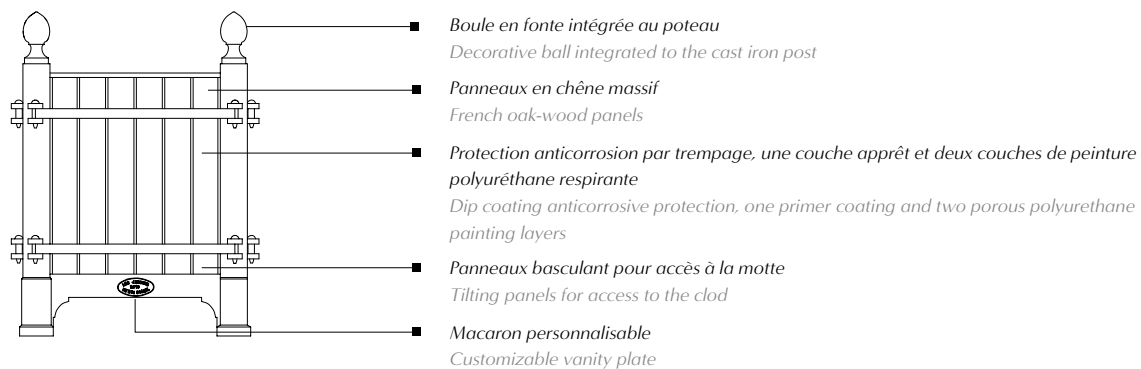 Boule en fonte intégrée au poteau
Decorative ball integrated to the cast iron post
Panneaux en chêne massif
French oak-wood panels
Protection anticorrosion par trempage, une couche apprêt et deux couches de peinture
polyuréthane respirante
Dip coating anticorrosive protection, one primer coating and two porous polyurethane
painting layers
Panneaux basculant pour accès à la motte
Tilting panels for access to the clod
Macaron personnalisable
Customizable vanity plate